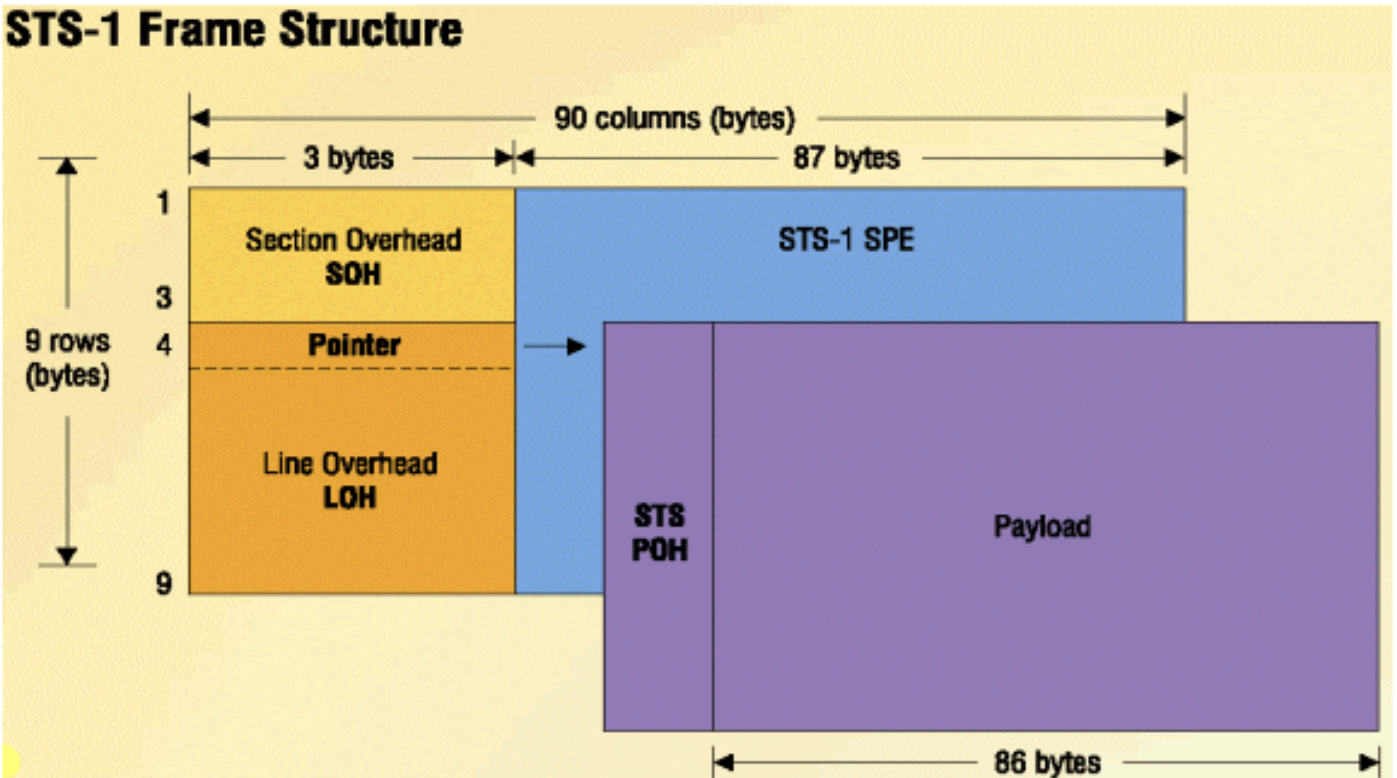 STS-1 Frame Structure
90 columns (bytes)
3 bytes
87 bytes
1
Section Overhead
SOH
STS-1 SPE
3
9 rows
(bytes)
4
Pointer
Line Overhead
LOH
STS
POH
Payload
9
86 bytes